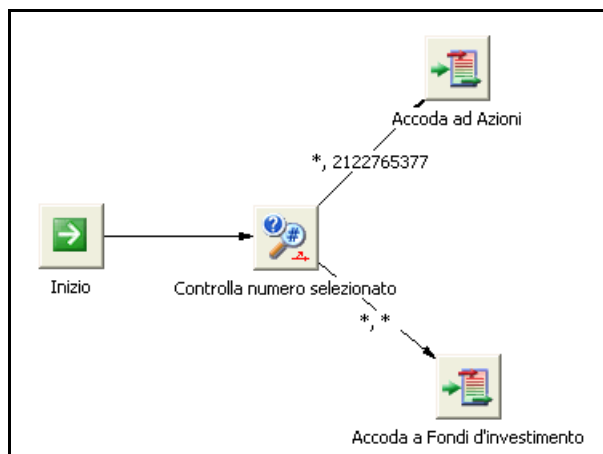 Accoda ad Azioni
*, 2122765377
Inizio
Controlla numero selezionato
*, *
Accoda a Fondi d'investimento